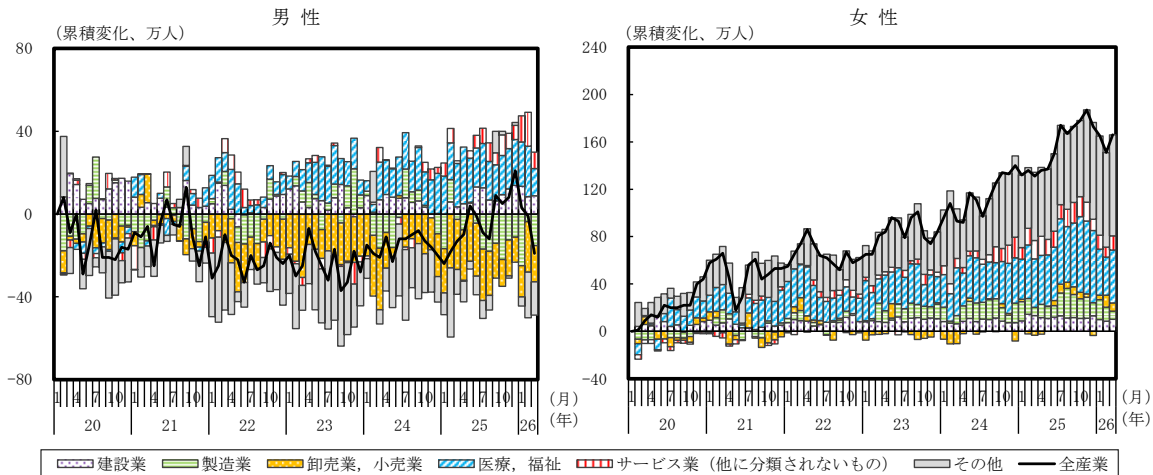 男 性
(累積変化、万人)
80
40
0
−40
−80
1 4 7 10 1 4 7 10 1 4 7 10 1 4 7 10 1 4 7 10 1 4 7 10 1 (月)
20 21 22 23 24 25 26 (年)
女 性
(累積変化、万人)
240
200
160
120
80
40
0
−40
1 4 7 10 1 4 7 10 1 4 7 10 1 4 7 10 1 4 7 10 1 4 7 10 1 (月)
20 21 22 23 24 25 26 (年)
建設業 製造業 卸売業，小売業 医療，福祉 サービス業（他に分類されないもの） その他 全産業